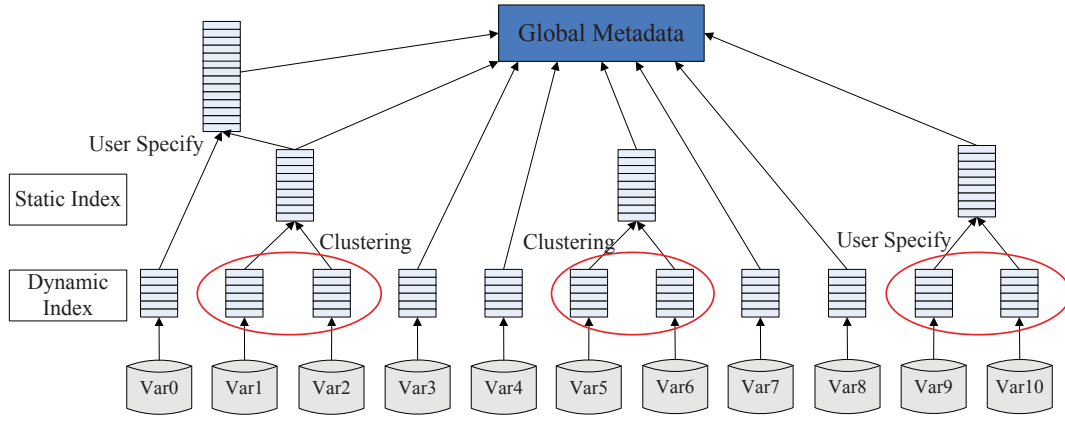 Global Metadata
User Specify
Static Index
Clustering
Clustering
User Specify
Dynamic
Index
Var0
Var1
Var2
Var3
Var4
Var5
Var6
Var7
Var8
Var9
Var10